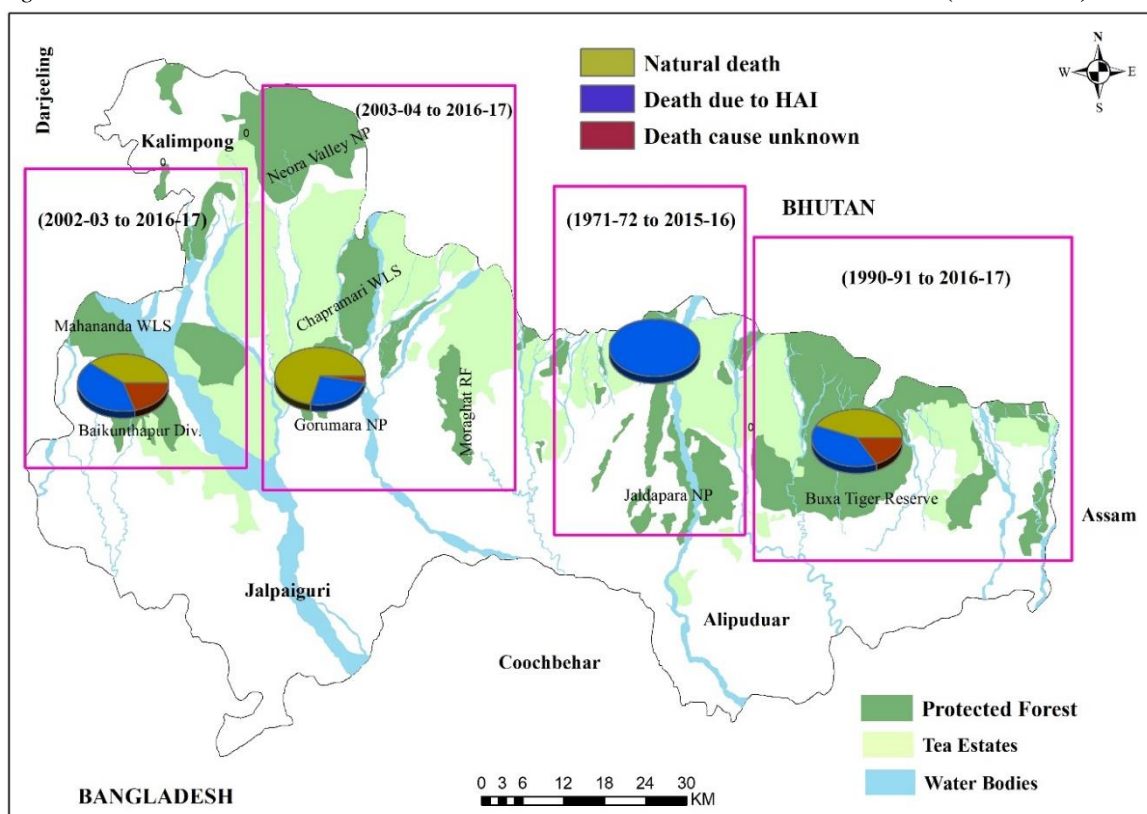 Darjeeling
Natural death
Death due to HAI
Death cause unknown
N
W E
S
(2003-04 to 2016-17)
Kalimpong
0
0
Neora Valley NP
(2002-03 to 2016-17)
(1971-72 to 2015-16)
BHUTAN
(1990-91 to 2016-17)
Chapramari WLS
Mahananda WLS
Baikunthapur Div.
Gorumara NP
Moraghat RF
0
Jaldapara NP
Buxa Tiger Reserve
Assam
Jalpaiguri
Alipuduar
Coochbehar
Protected Forest
Tea Estates
Water Bodies
BANGLADESH
0 3 6 12 18 24 30
KM